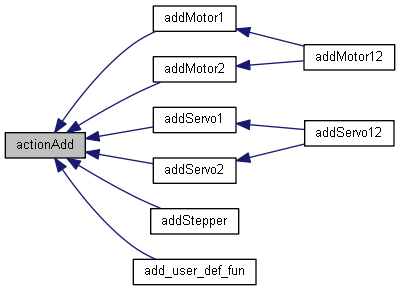 addMotor1
addMotor12
addMotor2
addServo1
addServo12
actionAdd
addServo2
addStepper
add_user_def_fun